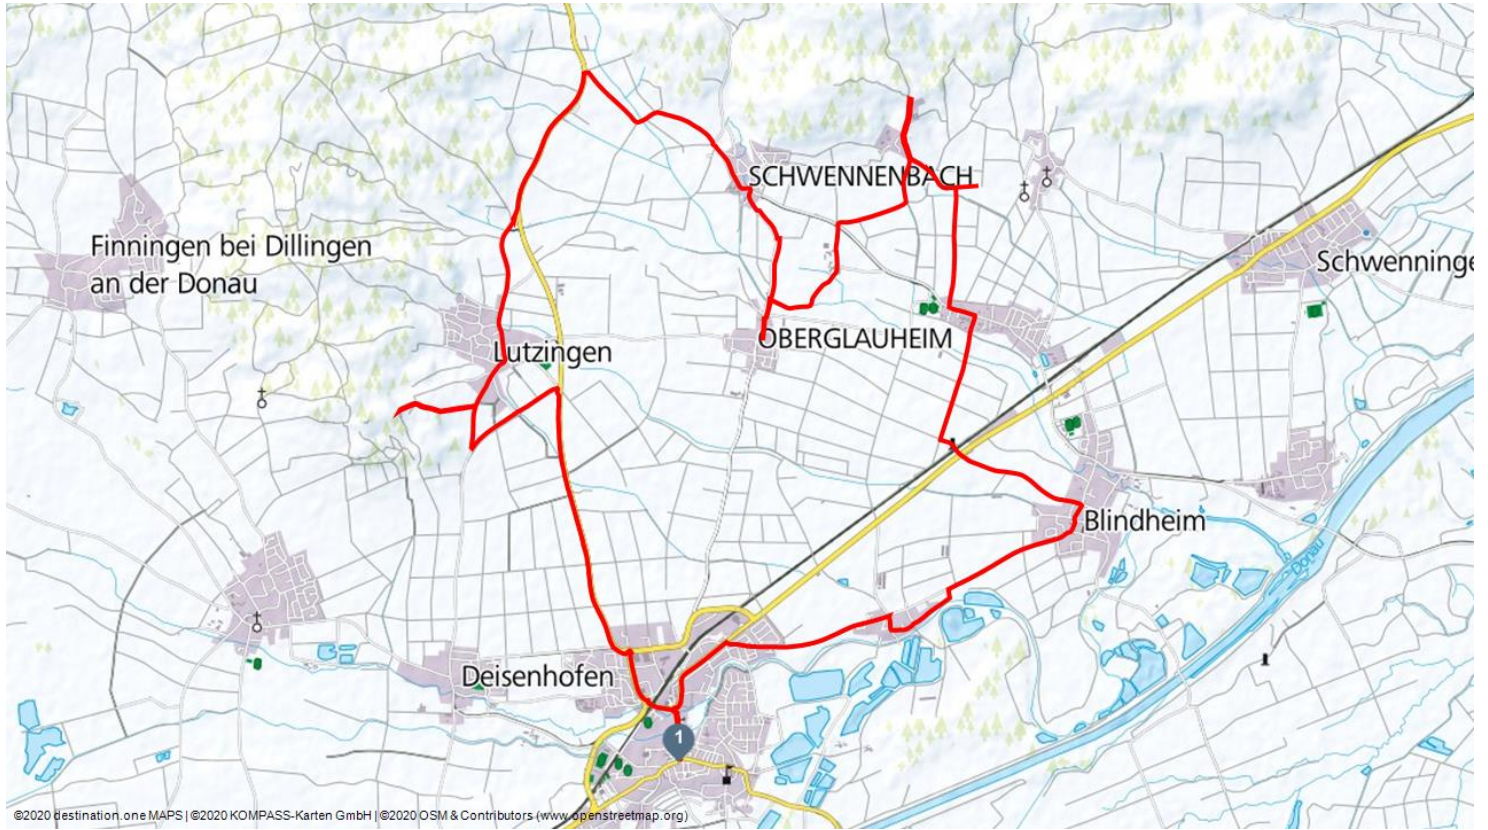 SCHWENNENBACH
Finningen bei Dillingen
an der Donau
Schwenninge
OBERGLAUHEIM
Lutzingen
Blindheim
Donau
Deisenhofen
1
©2020 destination.one MAPS | ©2020 KOMPASS-Karten GmbH | ©2020 OSM & Contributors (www.openstreetmap.org)